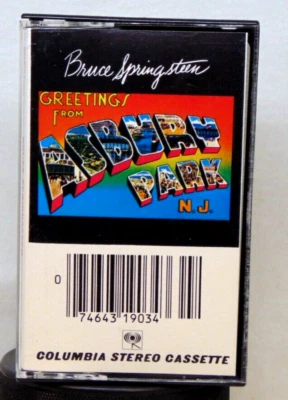 Bruce Springsteen
GREETINGS
FROM
ASBURY
PARK
N.J.
0
74643 19034
COLUMBIA STEREO CASSETTE